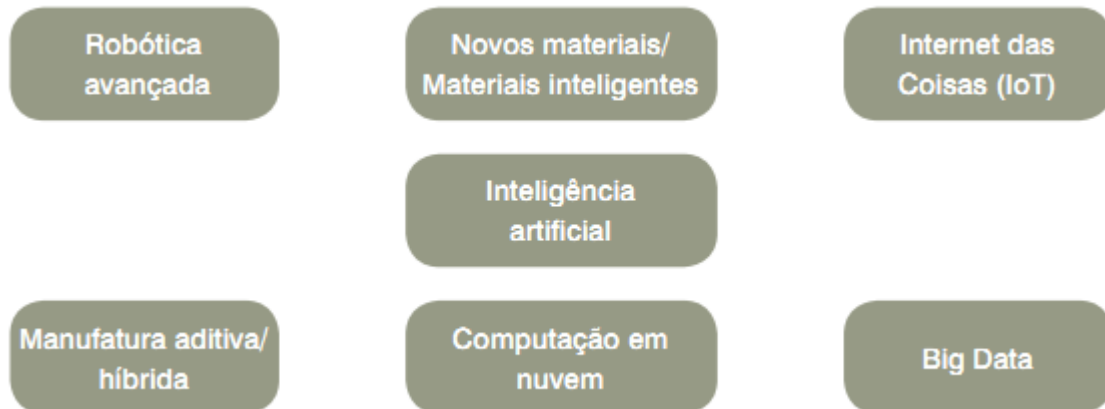 Robótica
avançada
Novos materiais/
Materiais inteligentes
Internet das
Coisas (IoT)
Inteligência
artificial
Manufatura aditiva/
híbrida
Computação em
nuvem
Big Data